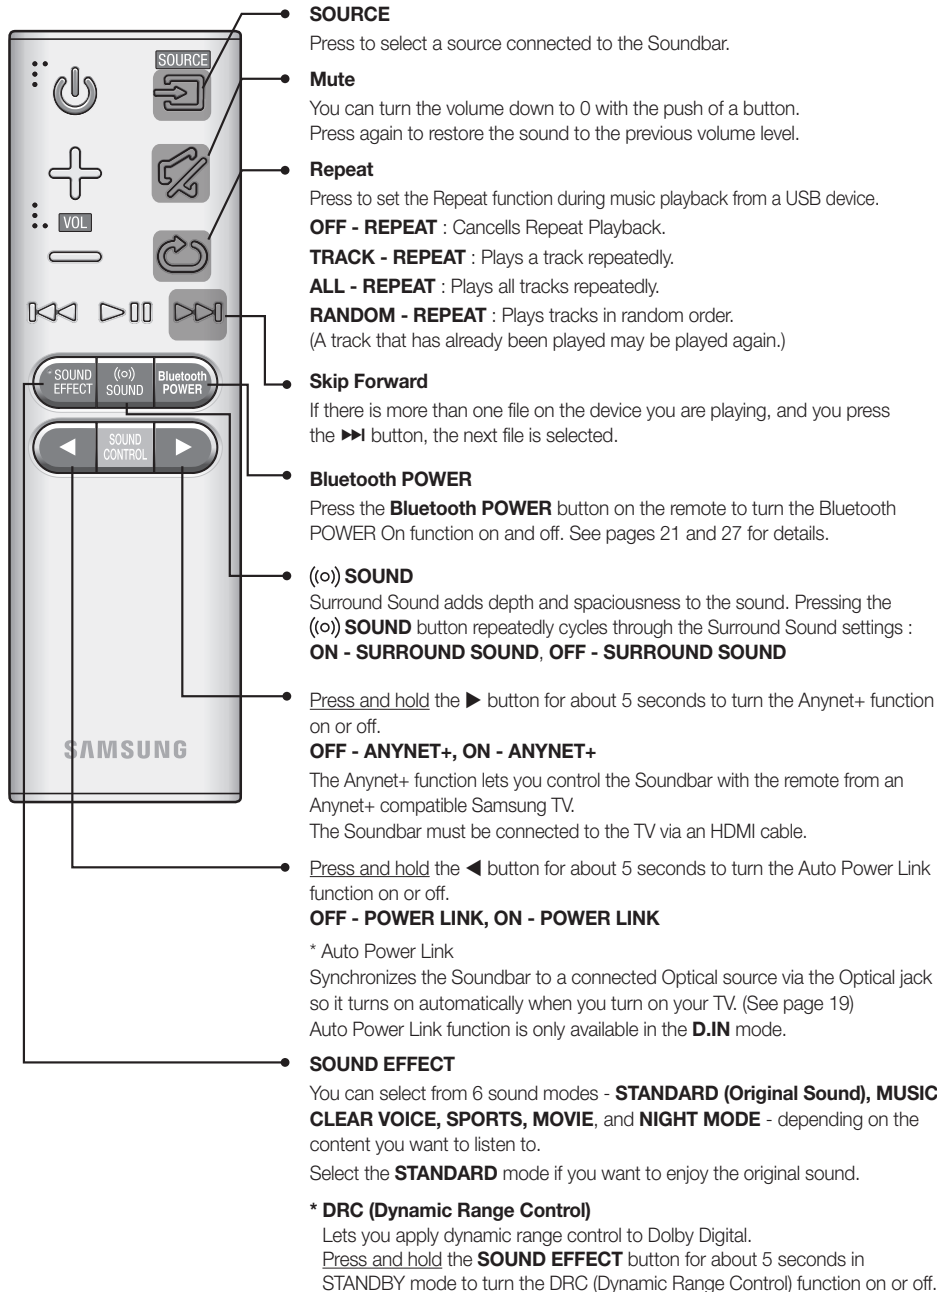 SOURCE
Press to select a source connected to the Soundbar.
Mute
You can turn the volume down to 0 with the push of a button.
Press again to restore the sound to the previous volume level.
Repeat
Press to set the Repeat function during music playback from a USB device.
OFF - REPEAT : Cancells Repeat Playback.
TRACK - REPEAT : Plays a track repeatedly.
ALL - REPEAT : Plays all tracks repeatedly.
RANDOM - REPEAT : Plays tracks in random order.
(A track that has already been played may be played again.)
Skip Forward
If there is more than one file on the device you are playing, and you press
the ▶▶| button, the next file is selected.
Bluetooth POWER
Press the Bluetooth POWER button on the remote to turn the Bluetooth
POWER On function on and off. See pages 21 and 27 for details.
((o)) SOUND
Surround Sound adds depth and spaciousness to the sound. Pressing the
((o)) SOUND button repeatedly cycles through the Surround Sound settings :
ON - SURROUND SOUND, OFF - SURROUND SOUND
Press and hold the ▶ button for about 5 seconds to turn the Anynet+ function
on or off.
OFF - ANYNET+, ON - ANYNET+
The Anynet+ function lets you control the Soundbar with the remote from an
Anynet+ compatible Samsung TV.
The Soundbar must be connected to the TV via an HDMI cable.
Press and hold the ◀ button for about 5 seconds to turn the Auto Power Link
function on or off.
OFF - POWER LINK, ON - POWER LINK
* Auto Power Link
Synchronizes the Soundbar to a connected Optical source via the Optical jack
so it turns on automatically when you turn on your TV. (See page 19)
Auto Power Link function is only available in the D.IN mode.
SOUND EFFECT
You can select from 6 sound modes - STANDARD (Original Sound), MUSIC
CLEAR VOICE, SPORTS, MOVIE, and NIGHT MODE - depending on the
content you want to listen to.
Select the STANDARD mode if you want to enjoy the original sound.
* DRC (Dynamic Range Control)
Lets you apply dynamic range control to Dolby Digital.
Press and hold the SOUND EFFECT button for about 5 seconds in
STANDBY mode to turn the DRC (Dynamic Range Control) function on or off.
SOURCE
VOL
* SOUND
EFFECT
((o))
SOUND
Bluetooth
POWER
SOUND
CONTROL
SAMSUNG